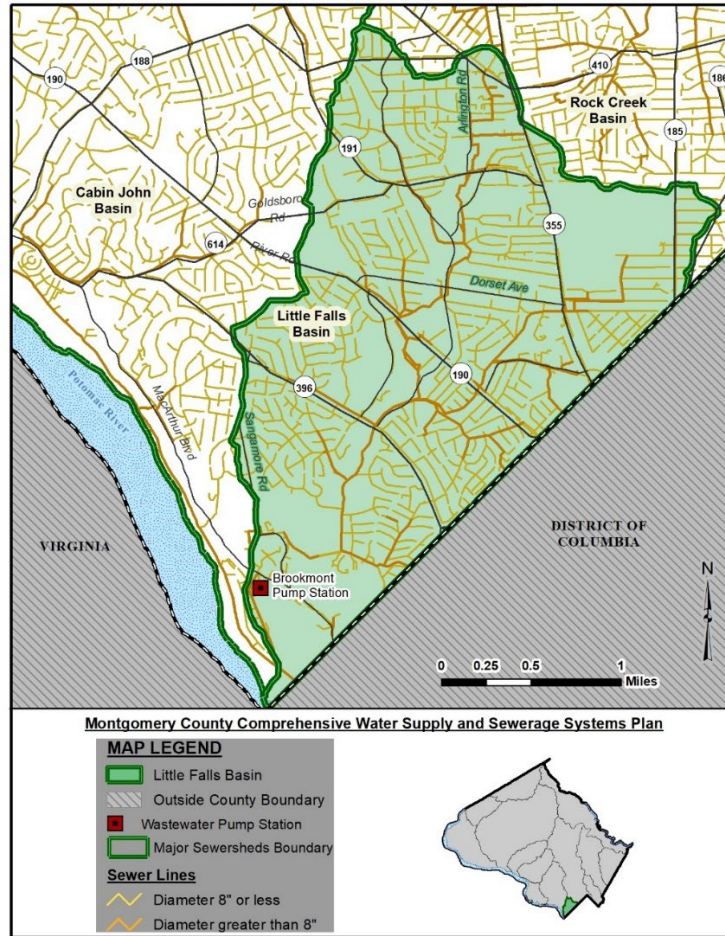 190
188
410
186
Arlington Rd
Rock Creek
Basin
185
191
Cabin John
Basin
Goldsboro
Rd
614
River Rd
355
Dorset Ave
Little Falls
Basin
396
190
Potomac River
MacArthur Blvd
Sangamore Rd
VIRGINIA
DISTRICT OF
COLUMBIA
Brookmont
Pump Station
N
0 0.25 0.5 1
Miles
Montgomery County Comprehensive Water Supply and Sewerage Systems Plan
MAP LEGEND
Little Falls Basin
Outside County Boundary
Wastewater Pump Station
Major Sewersheds Boundary
Sewer Lines
Diameter 8" or less
Diameter greater than 8"